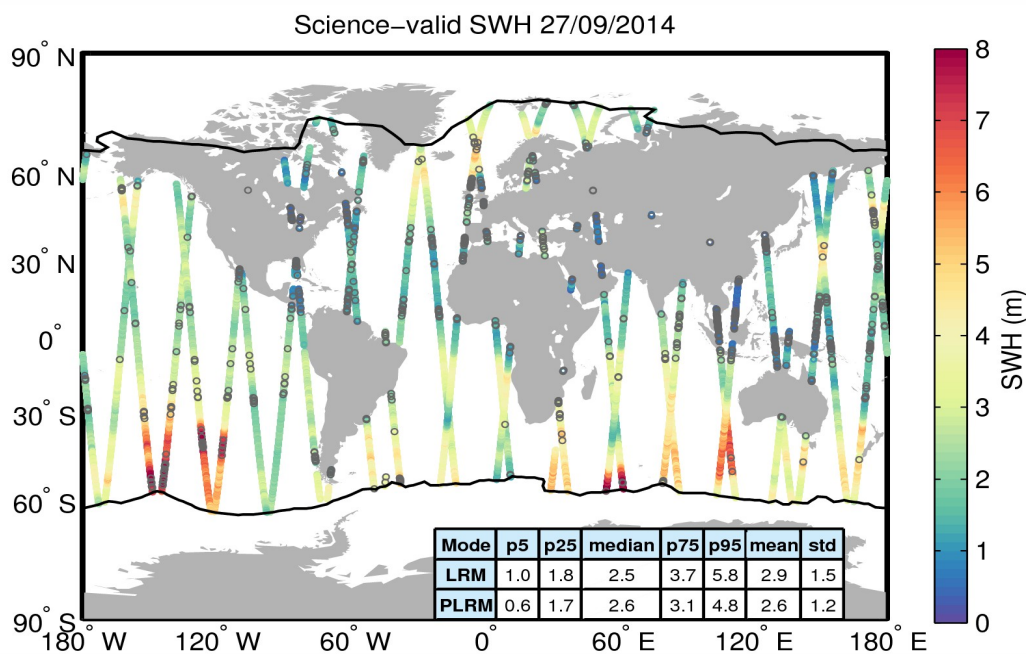 Science−valid SWH 27/09/2014
90° N
60° N
30° N
0°
30° S
60° S
90° S
180° W 120° W 60° W 0° 60° E 120° E 180° E
Mode p5 p25 median p75 p95 mean std
LRM 1.0 1.8 2.5 3.7 5.8 2.9 1.5
PLRM 0.6 1.7 2.6 3.1 4.8 2.6 1.2
8
7
6
5
4
3
2
1
0
SWH (m)